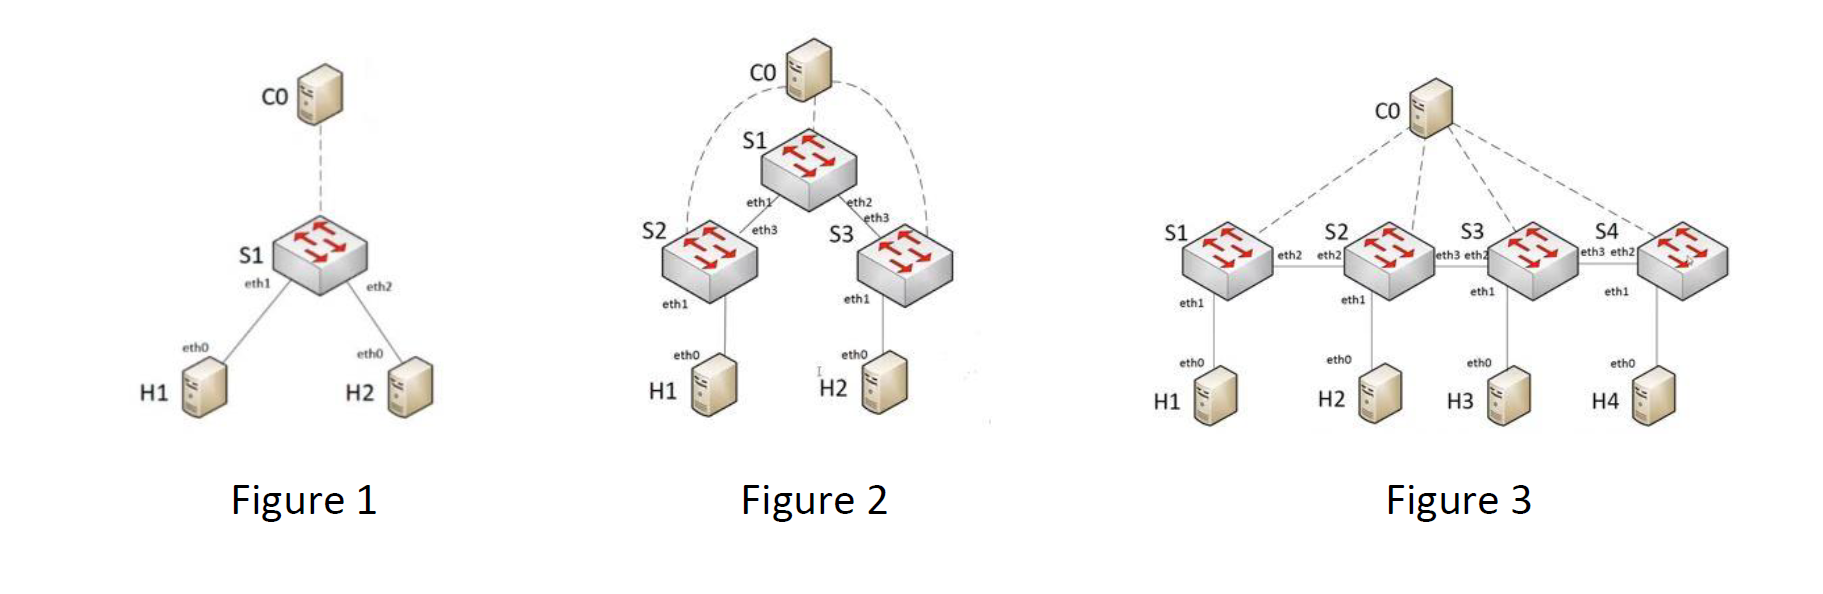 C0
S1
eth1
eth2
eth0
eth0
H1
H2
Figure 1
C0
S1
eth1
eth2
S2
eth3
eth3
S3
eth1
eth1
eth0
eth0
H1
H2
Figure 2
C0
S1
S2
S3
S4
eth2
eth2
eth3
eth2
eth3
eth2
eth1
eth1
eth1
eth1
eth0
eth0
eth0
eth0
H1
H2
H3
H4
Figure 3